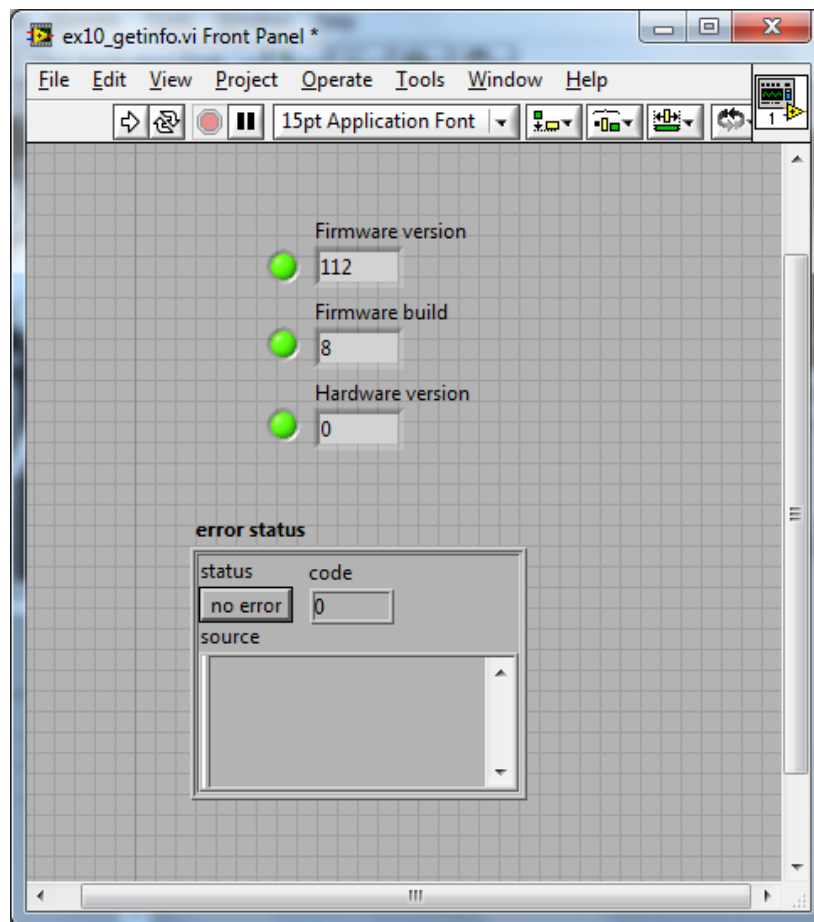 ex10_getinfo.vi Front Panel *
File Edit View Project Operate Tools Window Help
15pt Application Font
1
Firmware version
112
Firmware build
8
Hardware version
0
error status
status code
no error 0
source